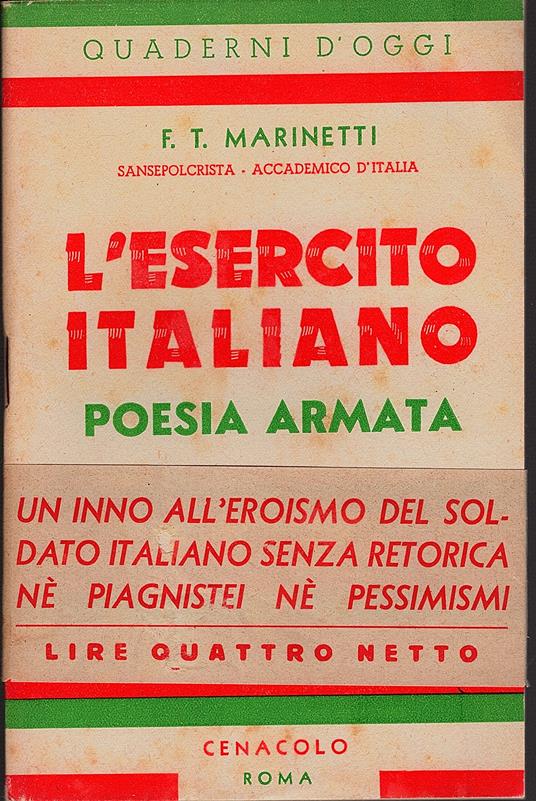 QUADERNI D'OGGI
F. T. MARINETTI
SANSEPOLCRISTA - ACCADEMICO D'ITALIA
L'ESERCITO
ITALIANO
POESIA ARMATA
UN INNO ALL'EROISMO DEL SOL-
DATO ITALIANO SENZA RETORICA
NÈ PIAGNISTEI NÈ PESSIMISMI
LIRE QUATTRO NETTO
CENACOLO
ROMA